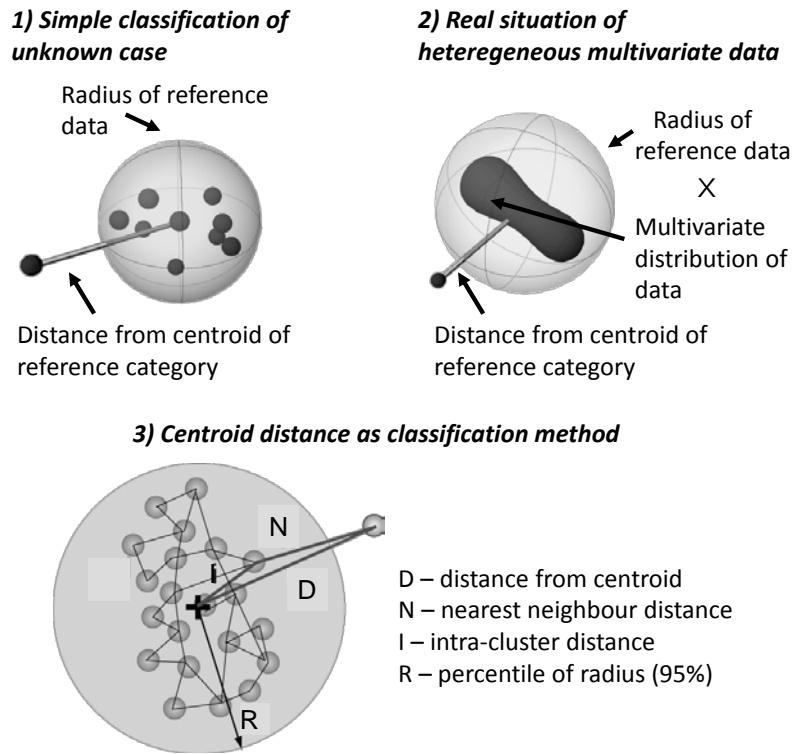 1) Simple classification of
unknown case
Radius of reference
data
Distance from centroid of
reference category
2) Real situation of
heteregeneous multivariate data
Radius of
reference data
X
Multivariate
distribution of
data
Distance from centroid of
reference category
3) Centroid distance as classification method
N
I
D
R
D – distance from centroid
N – nearest neighbour distance
I – intra-cluster distance
R – percentile of radius (95%)